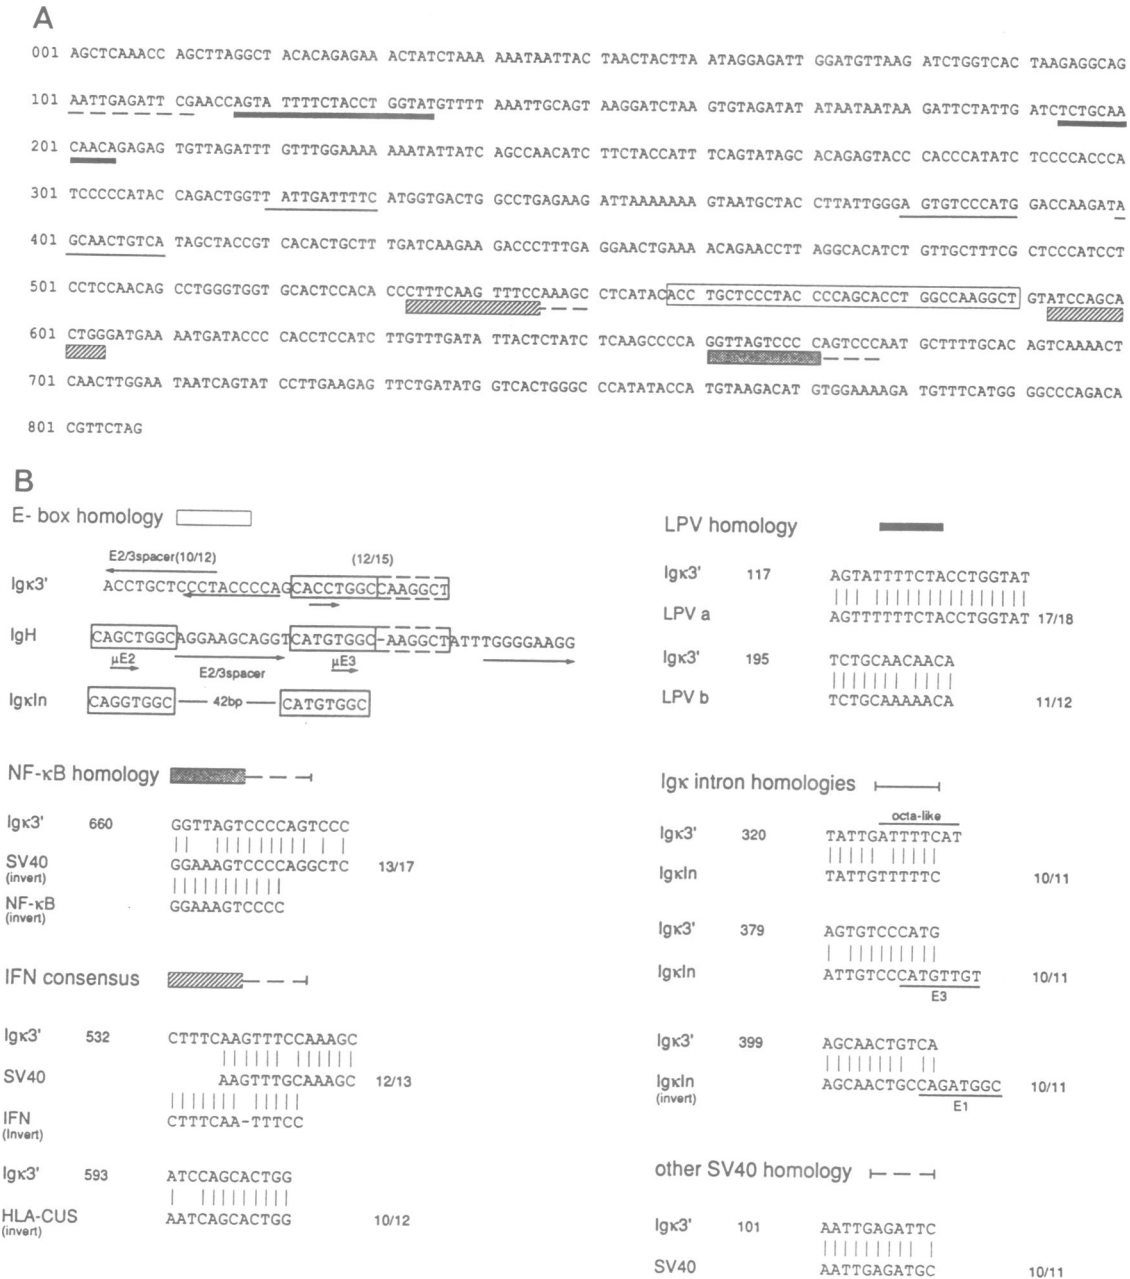 A
001 AGCTCAAACC AGCTTAGGCT ACACAGAGAA ACTATCTAAA AAATAATTAC TAACTACTTA ATAGGAGATT GGATGTTAAG ATCTGGTCAC TAAGAGGCAG
101 AATTGAGATT CGAACCAGTA TTTTCTACCT GGTATGTTTT AAATTGCAGT AAGGATCTAA GTGTAGATAT ATAATAATAA GATTCTATTG ATCTCTGCAA
201 CAACAGAGAG TGTTAGATTT GTTTGGAAAA AAATATTATC AGCCAACATC TTCTACCATT TCAGTATAGC ACAGAGTACC CACCCATATC TCCCCACCCA
301 TCCCCCATAC CAGACTGGTT ATTGATTTTC ATGGTGACTG GCCTGAGAAG ATTAAAAAAA GTAATGCTAC CTTATTGGGA GTGTCCCATG GACCAAGATA
401 GCAACTGTCA TAGCTACCGT CACACTGCTT TGATCAAGAA GACCCTTTGA GGAACTGAAA ACAGAACCTT AGGCACATCT GTTGCTTTCG CTCCCATCCT
501 CCTCCAACAG CCTGGGTGGT GCACTCCACA CCCTTTCAAG TTTCCAAAGC CTCATACACC TGCTCCCTAC CCCAGCACCT GGCCAAGGCT GTATCCAGCA
601 CTGGGATGAA AATGATACCC CACCTCCATC TTGTTTGATA TTACTCTATC TCAAGCCCCA GGTTAGTCCC CAGTCCCAAT GCTTTTGCAC AGTCAAAACT
701 CAACTTGGAA TAATCAGTAT CCTTGAAGAG TTCTGATATG GTCACTGGGC CCATATACCA TGTAAGACAT GTGGAAAAGA TGTTTCATGG GGCCCAGACA
801 CGTTCTAG
B
E- box homology
E2/3spacer(10/12) (12/15)
Igκ3' ACCTGCTCCCTACCCCAGCACCTGGCCAAGGCT
IgH CAGCTGGCAGGAAGCAGGTCATGTGGC-AAGGCTATTTGGGGAAGG
μE2 E2/3spacer μE3
IgκIn CAGGTGGC 42bp CATGTGGC
NF-κB homology
Igκ3' 660 GGTTAGTCCCCAGTCCC
SV40 (invert) GGAAAGTCCCCAGGCTC 13/17
NF-κB (invert) GGAAAGTCCCC
IFN consensus
Igκ3' 532 CTTTCAAGTTTCCAAAGC
SV40 AAGTTTGCAAAGC 12/13
IFN (Invert) CTTTCAA-TTTCC
Igκ3' 593 ATCCAGCACTGG
HLA-CUS (invert) AATCAGCACTGG 10/12
LPV homology
Igκ3' 117 AGTATTTTCTACCTGGTAT
LPV a AGTTTTTTCTACCTGGTAT 17/18
Igκ3' 195 TCTGCAACAACA
LPV b TCTGCAAAAACA 11/12
Igκ intron homologies
octa-like
Igκ3' 320 TATTGATTTTCAT
IgκIn TATTGTTTTTC 10/11
Igκ3' 379 AGTGTCCCATG
IgκIn ATTGTCCCATGTTGT 10/11
E3
Igκ3' 399 AGCAACTGTCA
IgκIn (invert) AGCAACTGCCAGATGGC 10/11
E1
other SV40 homology
Igκ3' 101 AATTGAGATTC
SV40 AATTGAGATGC 10/11